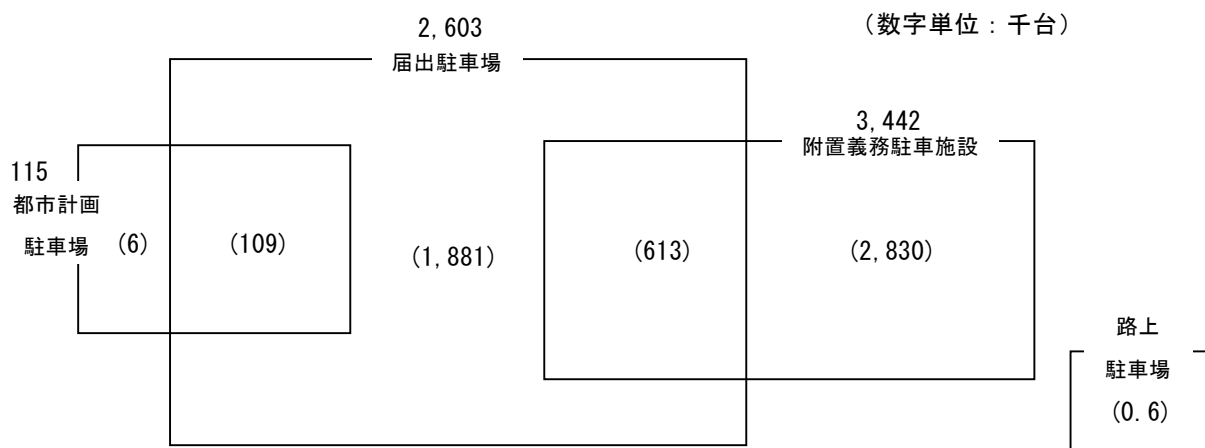 (数字単位:千台)
2,603
届出駐車場
3,442
附置義務駐車施設
115
都市計画
駐車場 (6)
(109)
(1,881)
(613)
(2,830)
路上
駐車場
(0.6)